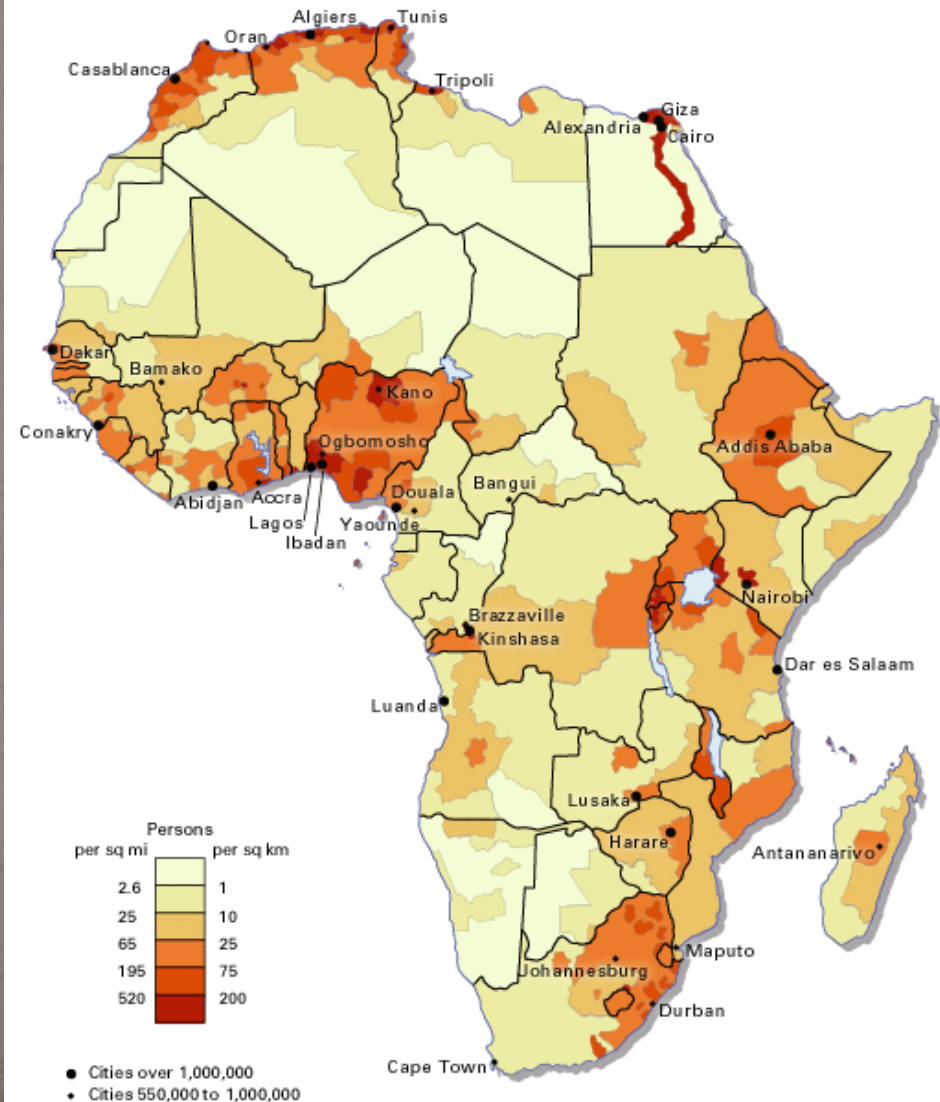 Algiers
Tunis
Oran
Casablanca
Tripoli
Giza
Alexandria
Cairo
Dakar
Bamako
Kano
Conakry
Ogbomosho
Addis Ababa
Abidjan
Accra
Douala
Bangui
Lagos
Yaounde
Ibadan
Nairobi
Brazzaville
Kinshasa
Dar es Salaam
Luanda
Lusaka
Harare
Antananarivo
Persons
per sq mi per sq km
2.6 1
25 10
65 25
195 75
520 200
Maputo
Johannesburg
Durban
Cape Town
Cities over 1,000,000
Cities 550,000 to 1,000,000